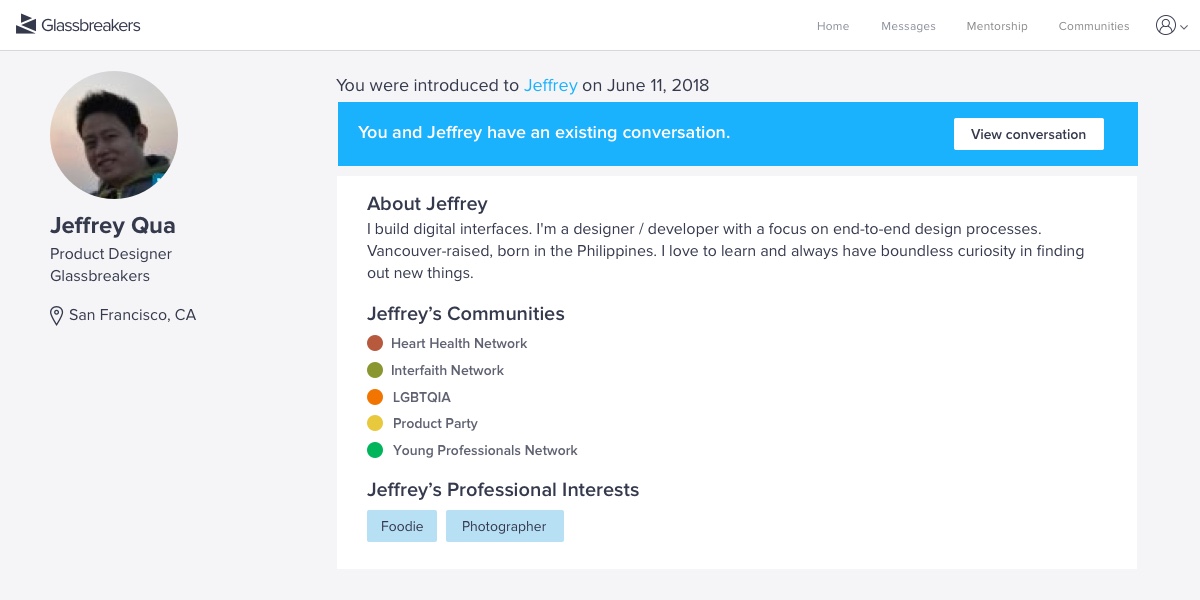 Glassbreakers
Home Messages Mentorship Communities
You were introduced to Jeffrey on June 11, 2018
You and Jeffrey have an existing conversation.
View conversation
Jeffrey Qua
Product Designer
Glassbreakers
San Francisco, CA
About Jeffrey
I build digital interfaces. I'm a designer / developer with a focus on end-to-end design processes.
Vancouver-raised, born in the Philippines. I love to learn and always have boundless curiosity in finding
out new things.
Jeffrey’s Communities
Heart Health Network
Interfaith Network
LGBTQIA
Product Party
Young Professionals Network
Jeffrey’s Professional Interests
Foodie Photographer